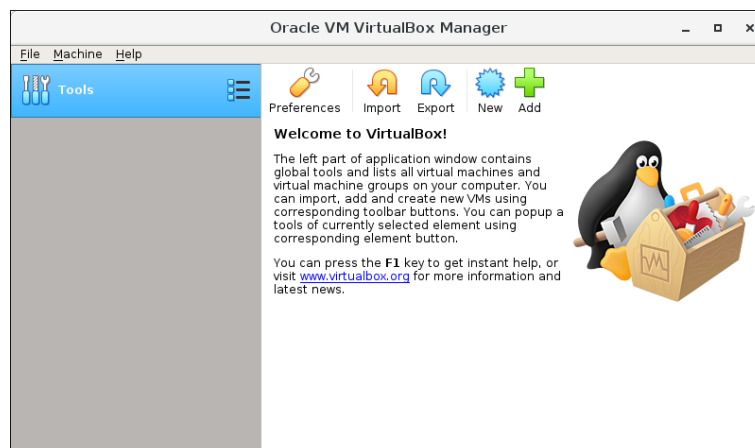 Oracle VM VirtualBox Manager
File Machine Help
Tools
Preferences Import Export New Add
Welcome to VirtualBox!
The left part of application window contains
global tools and lists all virtual machines and
virtual machine groups on your computer. You
can import, add and create new VMs using
corresponding toolbar buttons. You can popup a
tools of currently selected element using
corresponding element button.
You can press the F1 key to get instant help, or
visit www.virtualbox.org for more information and
latest news.